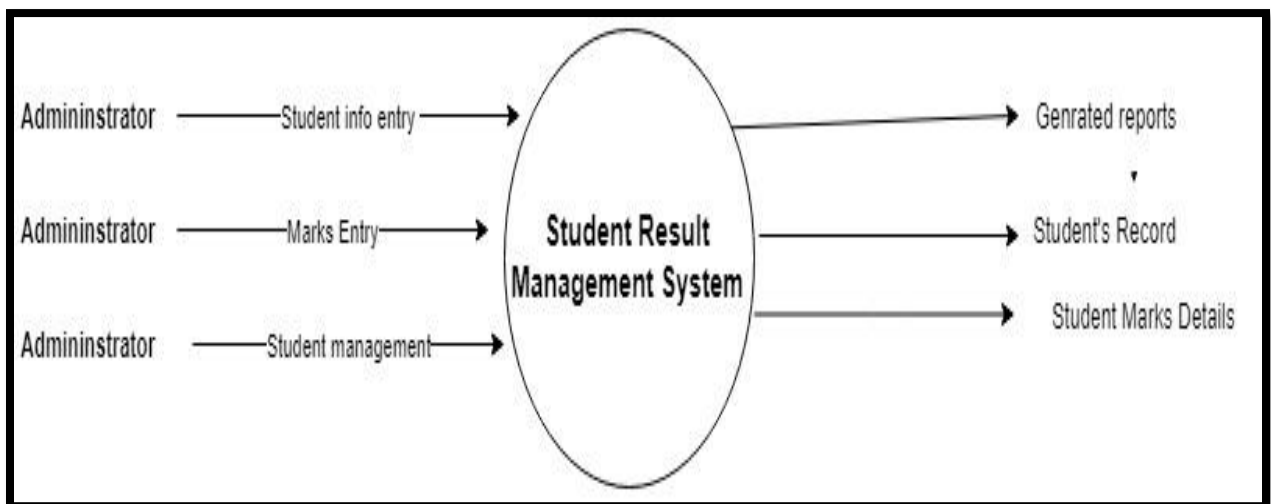 Admininstrator
Student info entry
Genrated reports
Admininstrator
Marks Entry
Student Result
Management System
Student's Record
Admininstrator
Student management
Student Marks Details